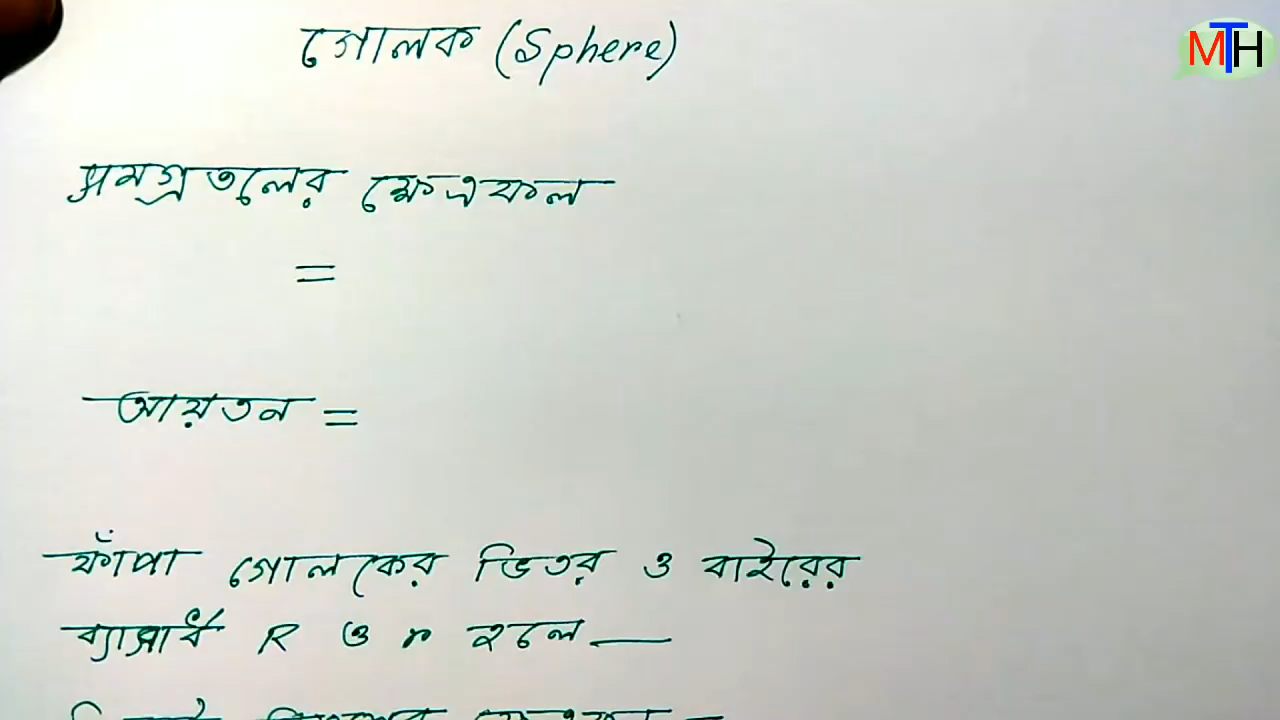 গোলক (Sphere)
MTH
সমগ্রতলের ক্ষেত্রফল
=
আয়তন =
ফাঁপা গোলকের ভিতর ও বাইরের
ব্যাসার্ধ R ও r হলে —